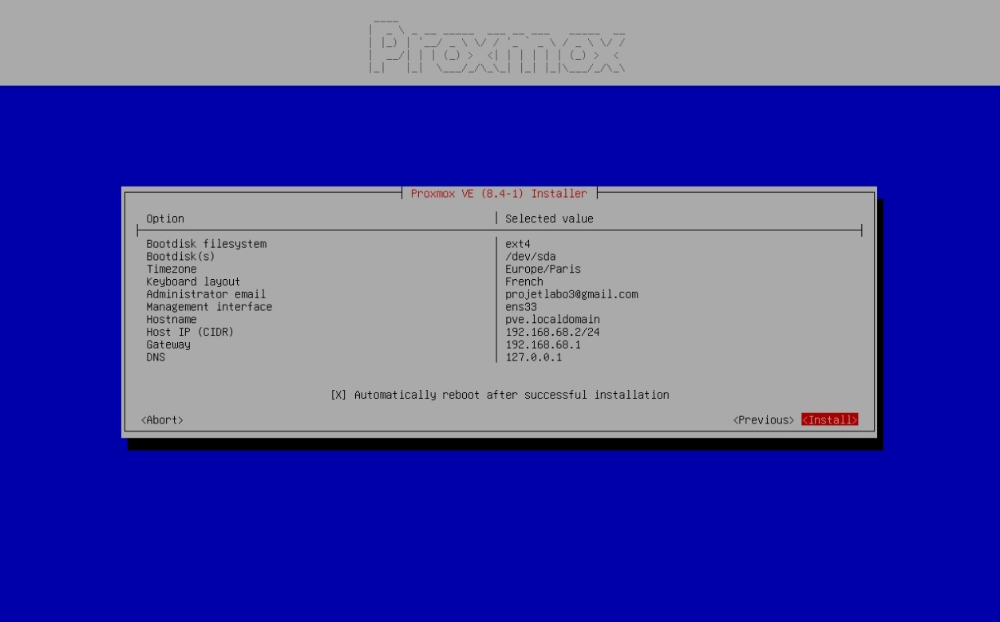 Proxmox
Proxmox VE (8.4-1) Installer
Option | Selected value
Bootdisk filesystem | ext4
Bootdisk(s) | /dev/sda
Timezone | Europe/Paris
Keyboard layout | French
Administrator email | projetlabo3@gmail.com
Management interface | ens33
Hostname | pve.localdomain
Host IP (CIDR) | 192.168.68.2/24
Gateway | 192.168.68.1
DNS | 127.0.0.1
[X] Automatically reboot after successful installation
<Abort> <Previous> <Install>